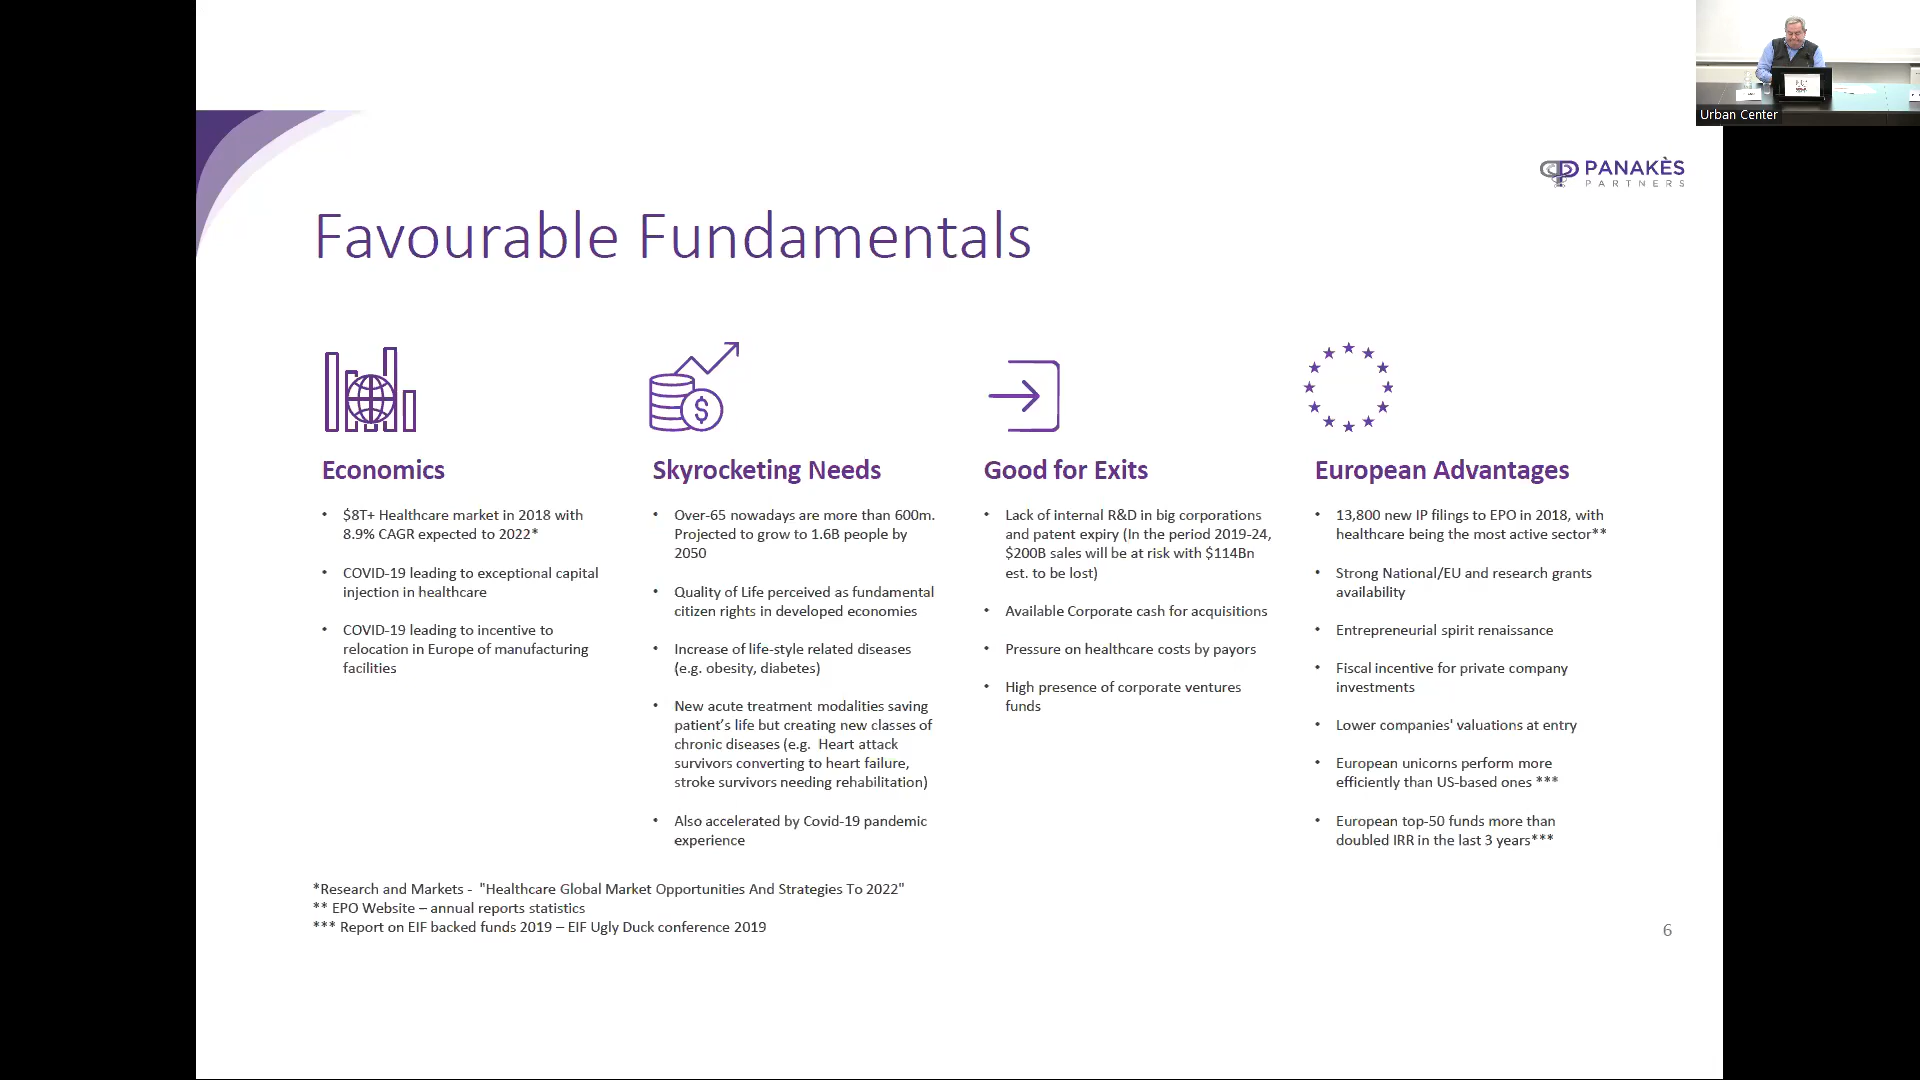 Urban Center
PANAKÈS
PARTNERS
Favourable Fundamentals
$
Economics
• $8T+ Healthcare market in 2018 with
8.9% CAGR expected to 2022*
• COVID-19 leading to exceptional capital
injection in healthcare
• COVID-19 leading to incentive to
relocation in Europe of manufacturing
facilities
Skyrocketing Needs
• Over-65 nowadays are more than 600m.
Projected to grow to 1.6B people by
2050
• Quality of Life perceived as fundamental
citizen rights in developed economies
• Increase of life-style related diseases
(e.g. obesity, diabetes)
• New acute treatment modalities saving
patient’s life but creating new classes of
chronic diseases (e.g.  Heart attack
survivors converting to heart failure,
stroke survivors needing rehabilitation)
• Also accelerated by Covid-19 pandemic
experience
Good for Exits
• Lack of internal R&D in big corporations
and patent expiry (In the period 2019-24,
$200B sales will be at risk with $114Bn
est. to be lost)
• Available Corporate cash for acquisitions
• Pressure on healthcare costs by payors
• High presence of corporate ventures
funds
European Advantages
• 13,800 new IP filings to EPO in 2018, with
healthcare being the most active sector**
• Strong National/EU and research grants
availability
• Entrepreneurial spirit renaissance
• Fiscal incentive for private company
investments
• Lower companies' valuations at entry
• European unicorns perform more
efficiently than US-based ones ***
• European top-50 funds more than
doubled IRR in the last 3 years***
*Research and Markets -  "Healthcare Global Market Opportunities And Strategies To 2022"
** EPO Website – annual reports statistics
*** Report on EIF backed funds 2019 – EIF Ugly Duck conference 2019
6